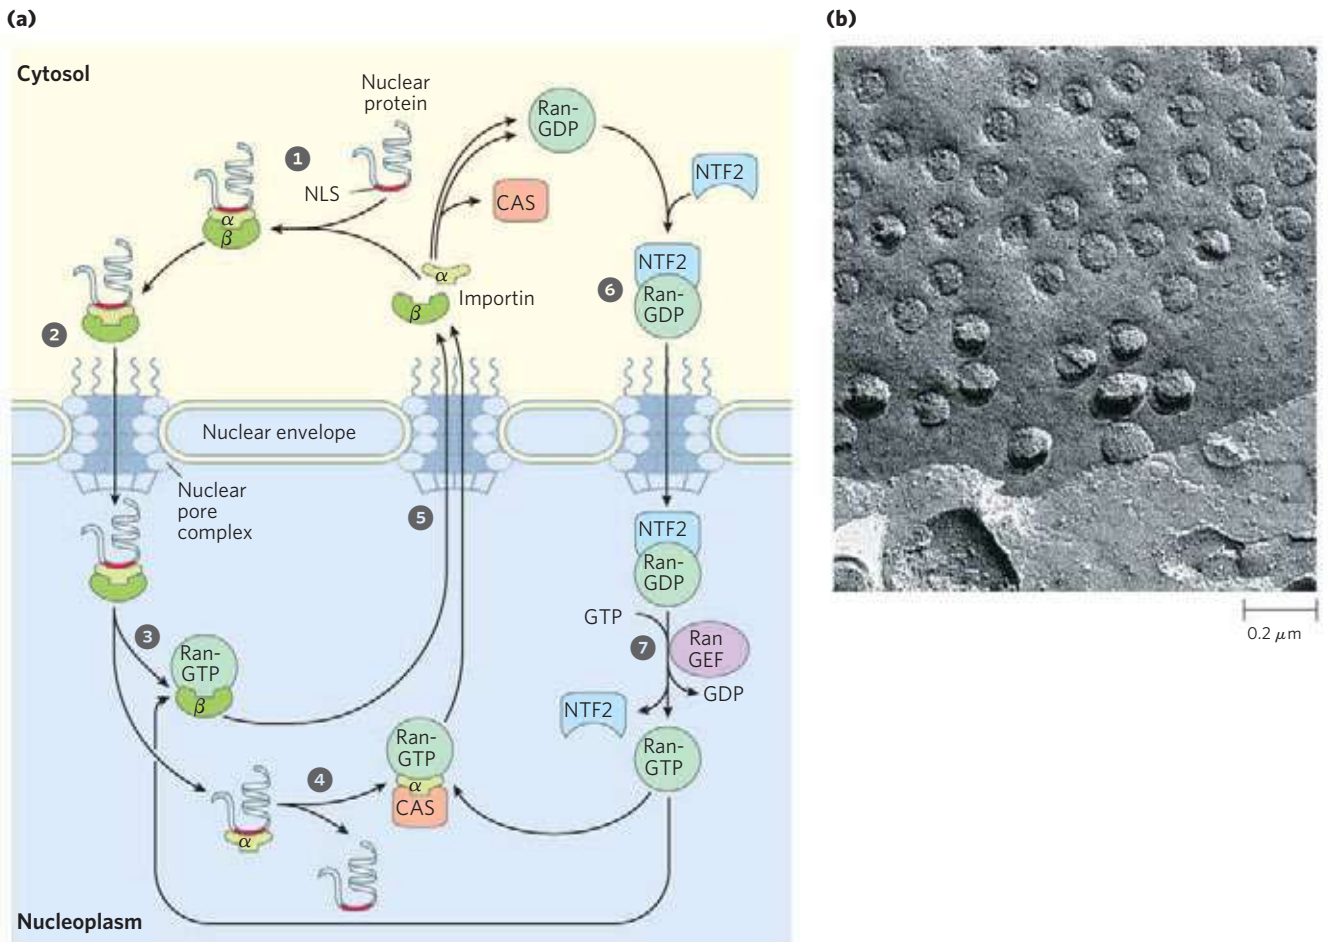 (a)
(b)
Cytosol
Nuclear
protein
Ran-
GDP
1
NTF2
NLS
CAS
α
β
NTF2
α
Importin
6
Ran-
GDP
β
2
Nuclear envelope
Nuclear
pore
complex
5
NTF2
Ran-
GDP
GTP
3
7
Ran
GEF
Ran-
GTP
GDP
β
NTF2
Ran-
GTP
Ran-
GTP
4
α
CAS
α
Nucleoplasm
0.2 μm